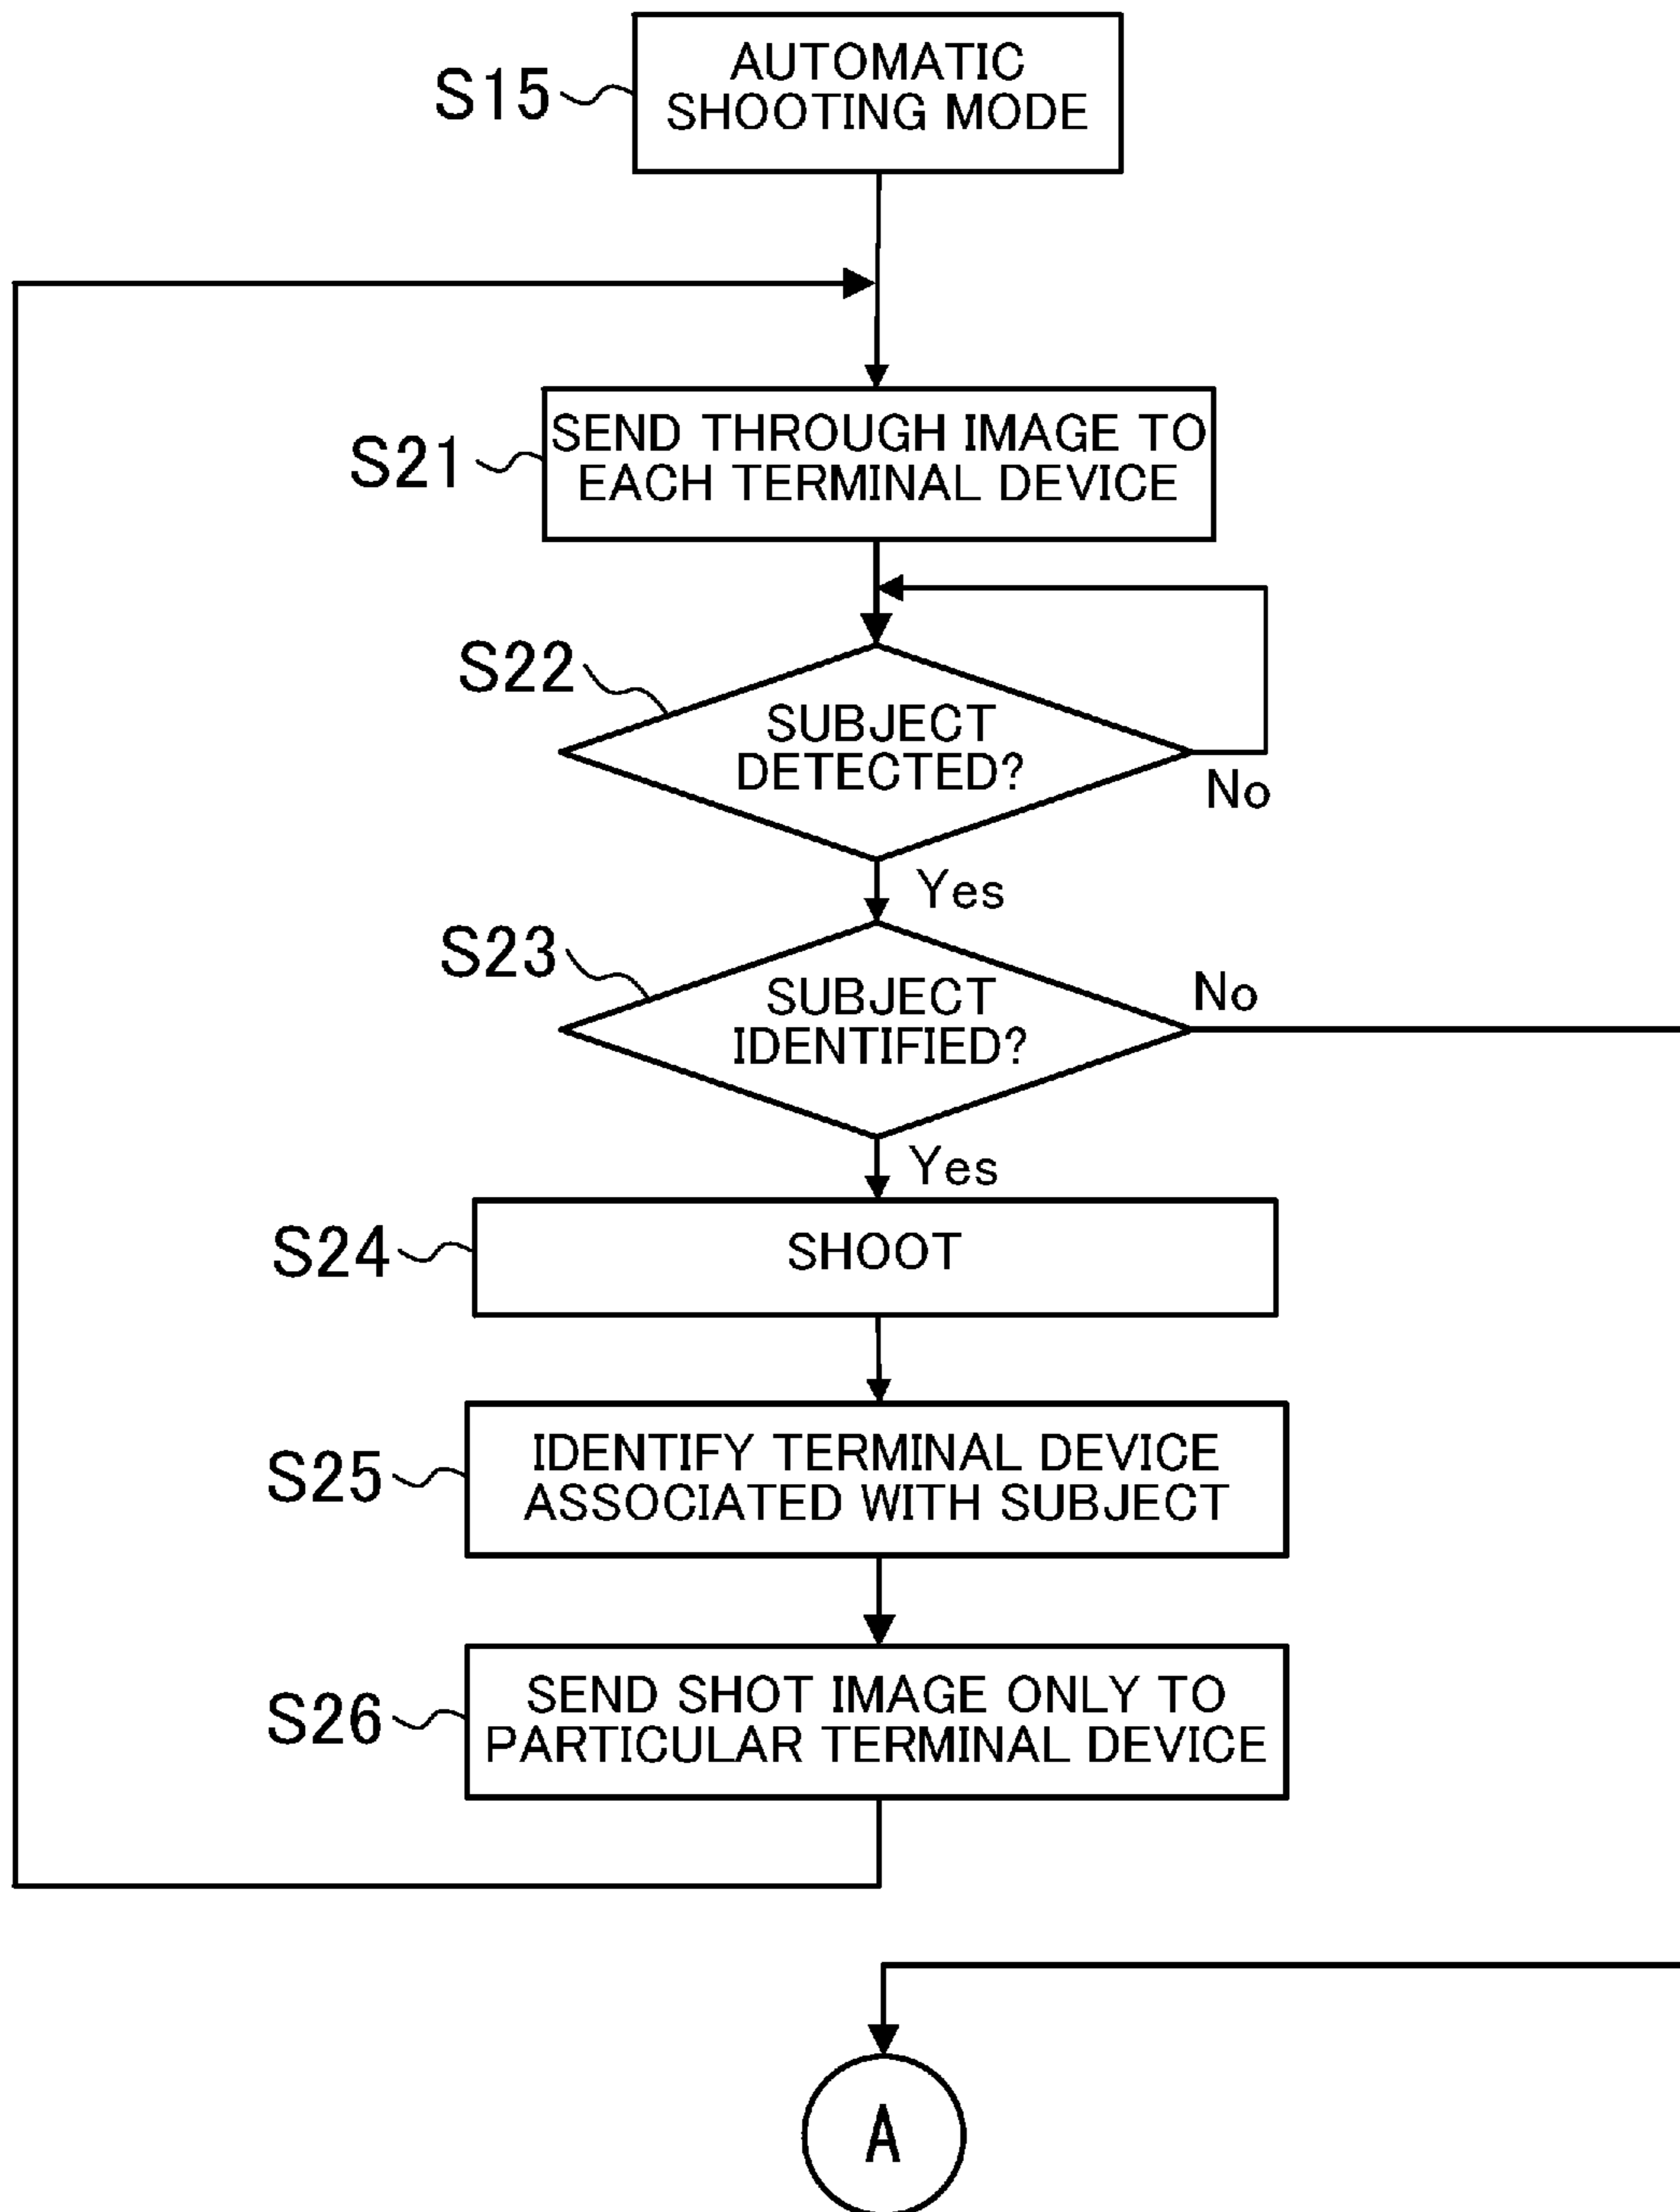 S15
AUTOMATIC
SHOOTING MODE
S21
SEND THROUGH IMAGE TO
EACH TERMINAL DEVICE
S22
SUBJECT
DETECTED?
No
Yes
S23
SUBJECT
IDENTIFIED?
No
Yes
S24
SHOOT
S25
IDENTIFY TERMINAL DEVICE
ASSOCIATED WITH SUBJECT
S26
SEND SHOT IMAGE ONLY TO
PARTICULAR TERMINAL DEVICE
A